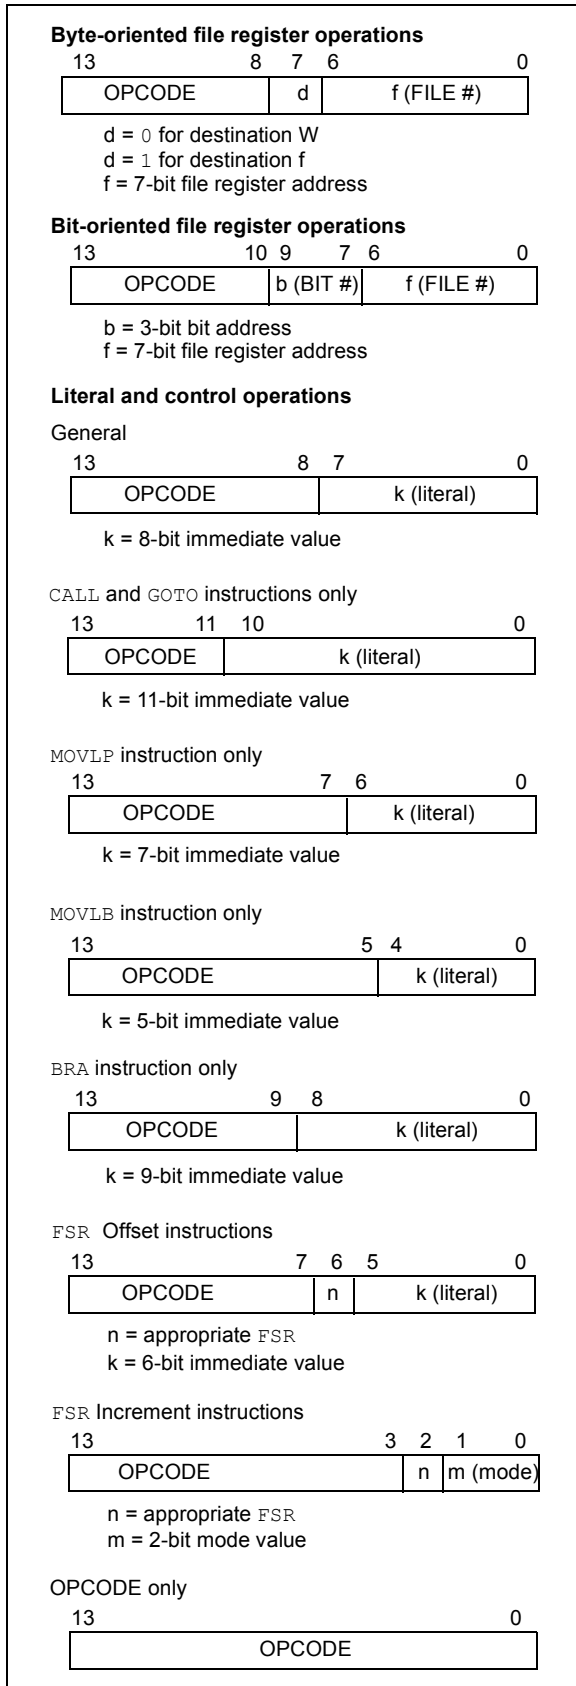 Byte-oriented file register operations
13 8 7 6 0
OPCODE d f (FILE #)
d = 0 for destination W
d = 1 for destination f
f = 7-bit file register address
Bit-oriented file register operations
13 10 9 7 6 0
OPCODE b (BIT #) f (FILE #)
b = 3-bit bit address
f = 7-bit file register address
Literal and control operations
General
13 8 7 0
OPCODE k (literal)
k = 8-bit immediate value
CALL and GOTO instructions only
13 11 10 0
OPCODE k (literal)
k = 11-bit immediate value
MOVLP instruction only
13 7 6 0
OPCODE k (literal)
k = 7-bit immediate value
MOVLB instruction only
13 5 4 0
OPCODE k (literal)
k = 5-bit immediate value
BRA instruction only
13 9 8 0
OPCODE k (literal)
k = 9-bit immediate value
FSR Offset instructions
13 7 6 5 0
OPCODE n k (literal)
n = appropriate FSR
k = 6-bit immediate value
FSR Increment instructions
13 3 2 1 0
OPCODE n m (mode)
n = appropriate FSR
m = 2-bit mode value
OPCODE only
13 0
OPCODE